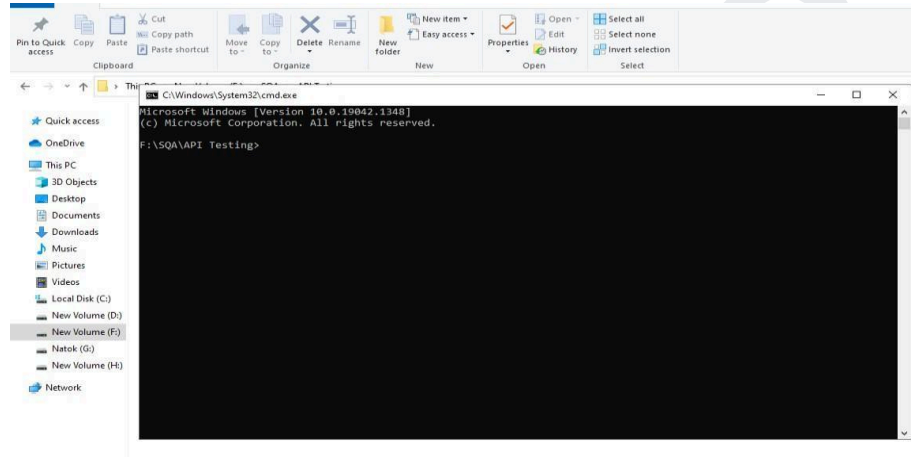 Pin to Quick access
Copy
Paste
Cut
Copy path
Paste shortcut
Clipboard
Move to
Copy to
Delete
Rename
Organize
New folder
New item
Easy access
New
Properties
Open
Edit
History
Open
Select all
Select none
Invert selection
Select
C:\Windows\System32\cmd.exe
Microsoft Windows [Version 10.0.19042.1348]
(c) Microsoft Corporation. All rights reserved.
F:\SQA\API Testing>
Quick access
OneDrive
This PC
3D Objects
Desktop
Documents
Downloads
Music
Pictures
Videos
Local Disk (C:)
New Volume (D:)
New Volume (F:)
Natok (G:)
New Volume (H:)
Network